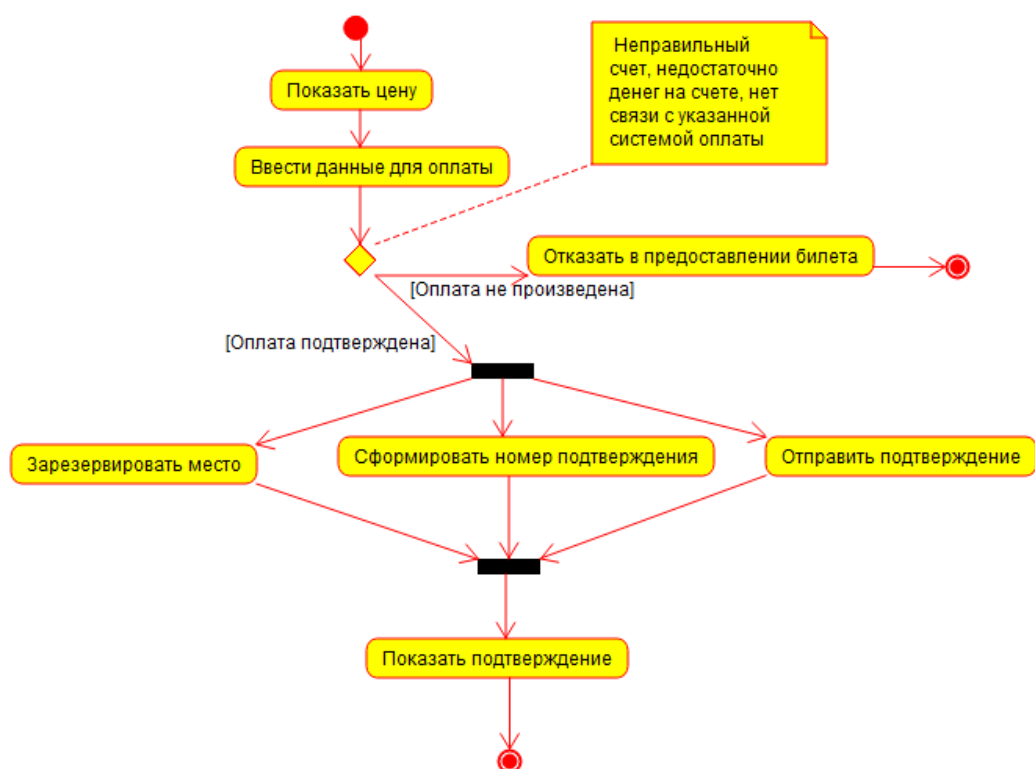 Неправильный
счет, недостаточно
денег на счете, нет
связи с указанной
системой оплаты
Показать цену
Ввести данные для оплаты
Отказать в предоставлении билета
[Оплата не произведена]
[Оплата подтверждена]
Зарезервировать место
Сформировать номер подтверждения
Отправить подтверждение
Показать подтверждение